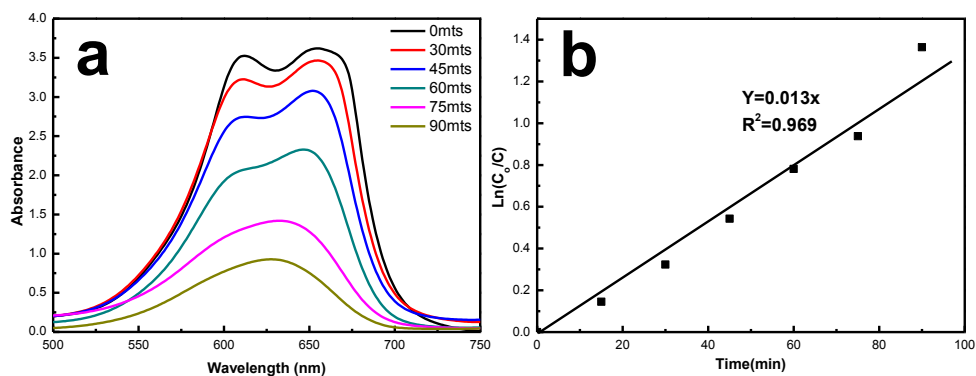 a
4.0
3.5
3.0
2.5
2.0
1.5
1.0
0.5
0.0
500 550 600 650 700 750
Absorbance
Wavelength (nm)
0mts
30mts
45mts
60mts
75mts
90mts
b
1.4
1.2
1.0
0.8
0.6
0.4
0.2
0.0
0 20 40 60 80 100
Ln(C₀/C)
Time(min)
Y=0.013x
R²=0.969